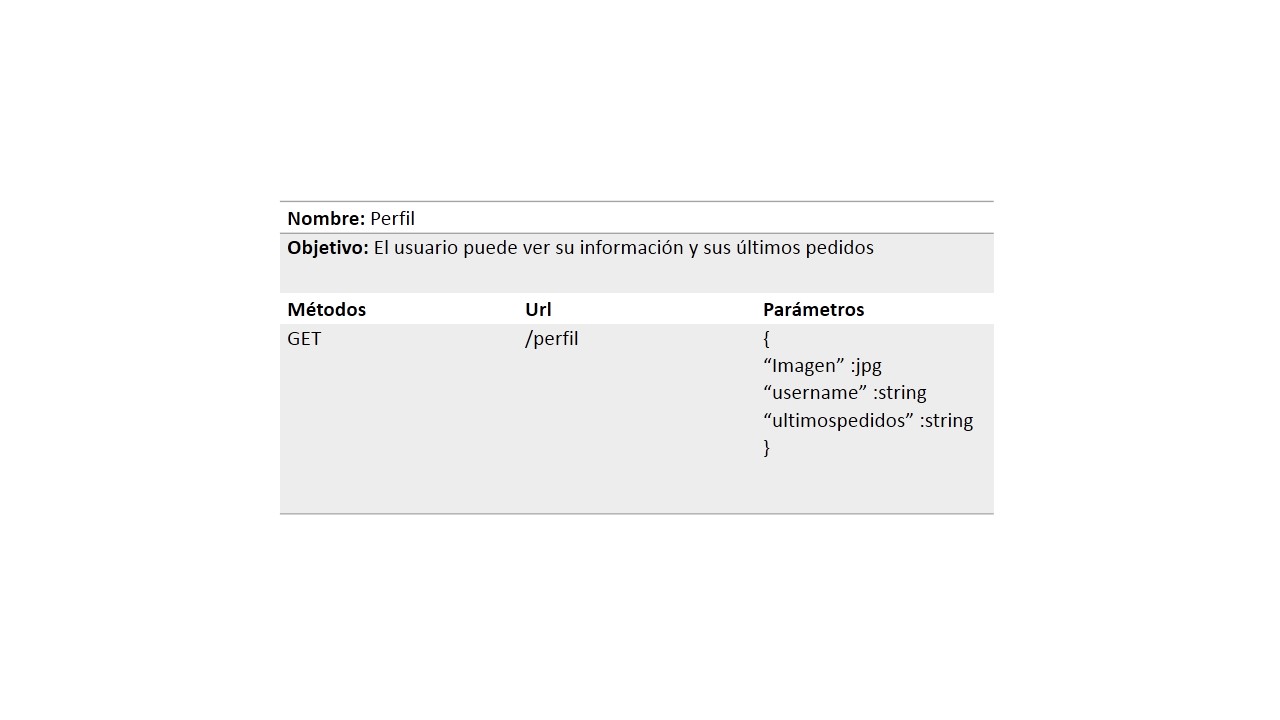 Nombre: Perfil
Objetivo: El usuario puede ver su información y sus últimos pedidos
Métodos Url Parámetros
GET /perfil {
“Imagen” :jpg
“username” :string
“ultimospedidos” :string
}